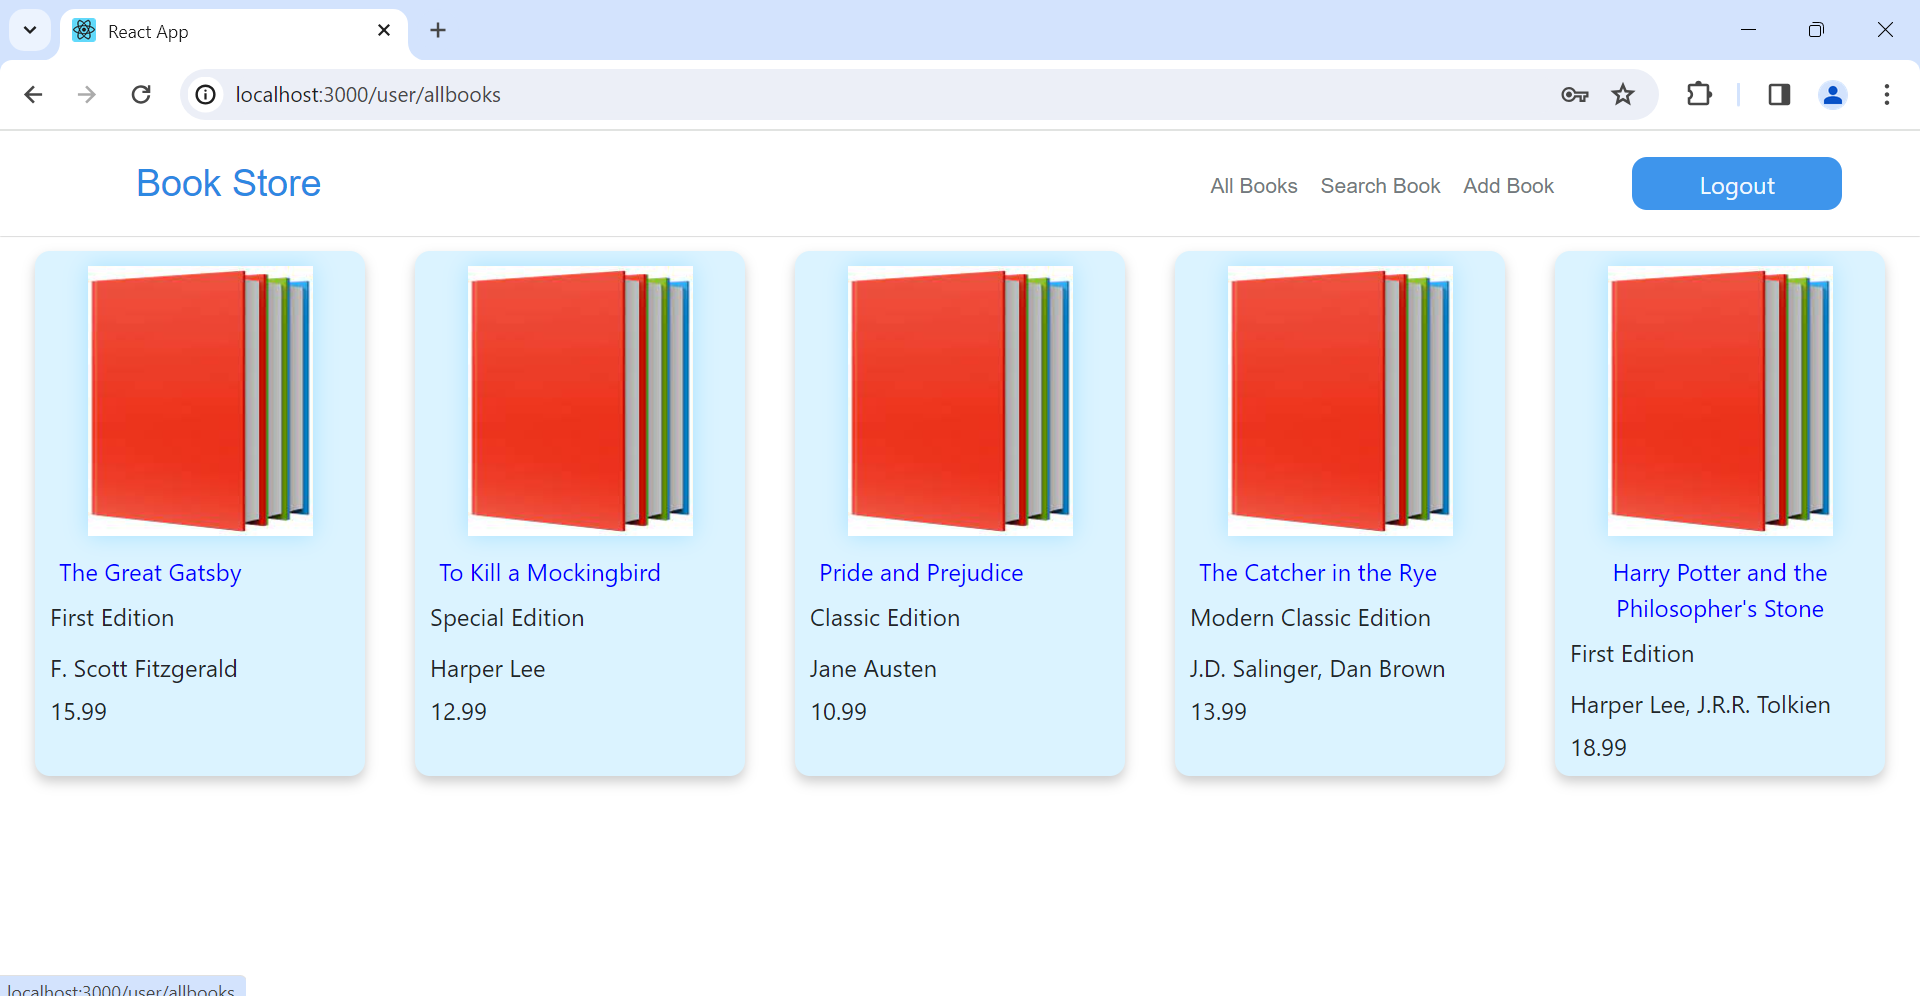 React App
localhost:3000/user/allbooks
Book Store
All Books
Search Book
Add Book
Logout
The Great Gatsby
First Edition
F. Scott Fitzgerald
15.99
To Kill a Mockingbird
Special Edition
Harper Lee
12.99
Pride and Prejudice
Classic Edition
Jane Austen
10.99
The Catcher in the Rye
Modern Classic Edition
J.D. Salinger, Dan Brown
13.99
Harry Potter and the
Philosopher's Stone
First Edition
Harper Lee, J.R.R. Tolkien
18.99
localhost:3000/user/allbooks